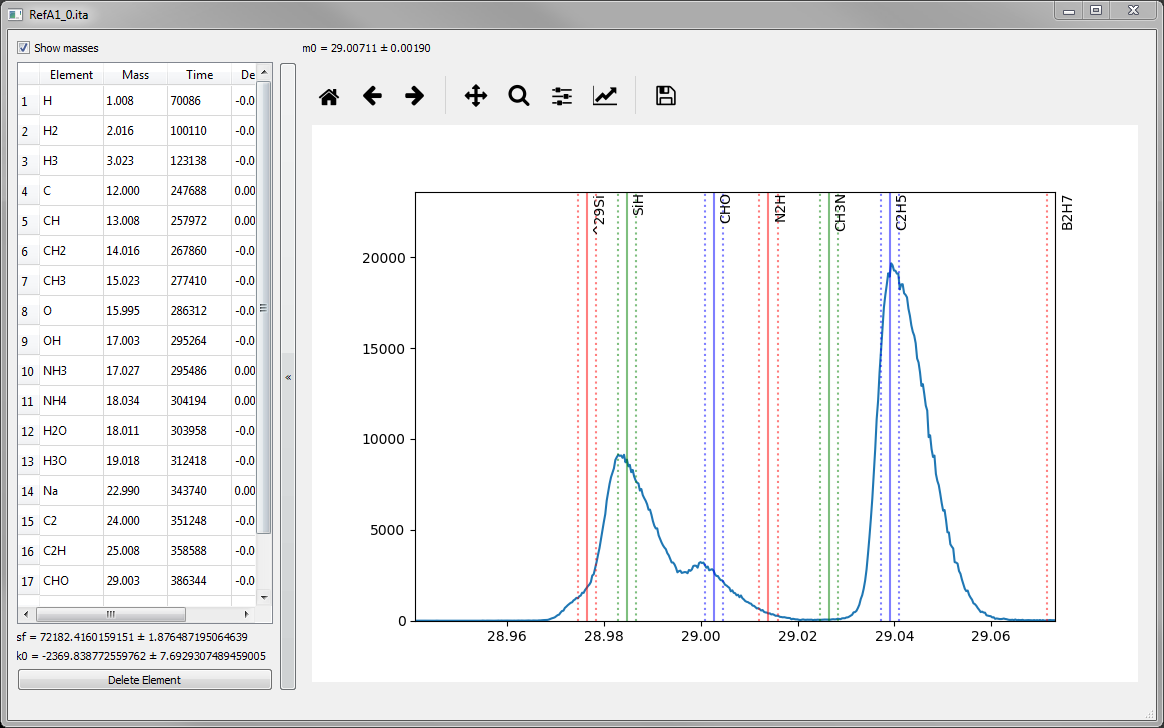 RefA1_0.ita
Show masses
m0 = 29.00711 ± 0.00190
Element Mass Time De
1 H 1.008 70086 -0.0
2 H2 2.016 100110 -0.0
3 H3 3.023 123138 -0.0
4 C 12.000 247688 0.00
5 CH 13.008 257972 0.00
6 CH2 14.016 267860 -0.0
7 CH3 15.023 277410 -0.0
8 O 15.995 286312 -0.0
9 OH 17.003 295264 -0.0
10 NH3 17.027 295486 0.00
11 NH4 18.034 304194 0.00
12 H2O 18.011 303958 -0.0
13 H3O 19.018 312418 -0.0
14 Na 22.990 343740 0.00
15 C2 24.000 351248 -0.0
16 C2H 25.008 358588 -0.0
17 CHO 29.003 386344 -0.0
sf = 72182.4160159151 ± 1.876487195064639
k0 = -2369.838772559762 ± 7.6929307489459005
Delete Element
«
^29Si
SiH
CHO
N2H
CH3N
C2H5
B2H7
20000
15000
10000
5000
0
28.96 28.98 29.00 29.02 29.04 29.06